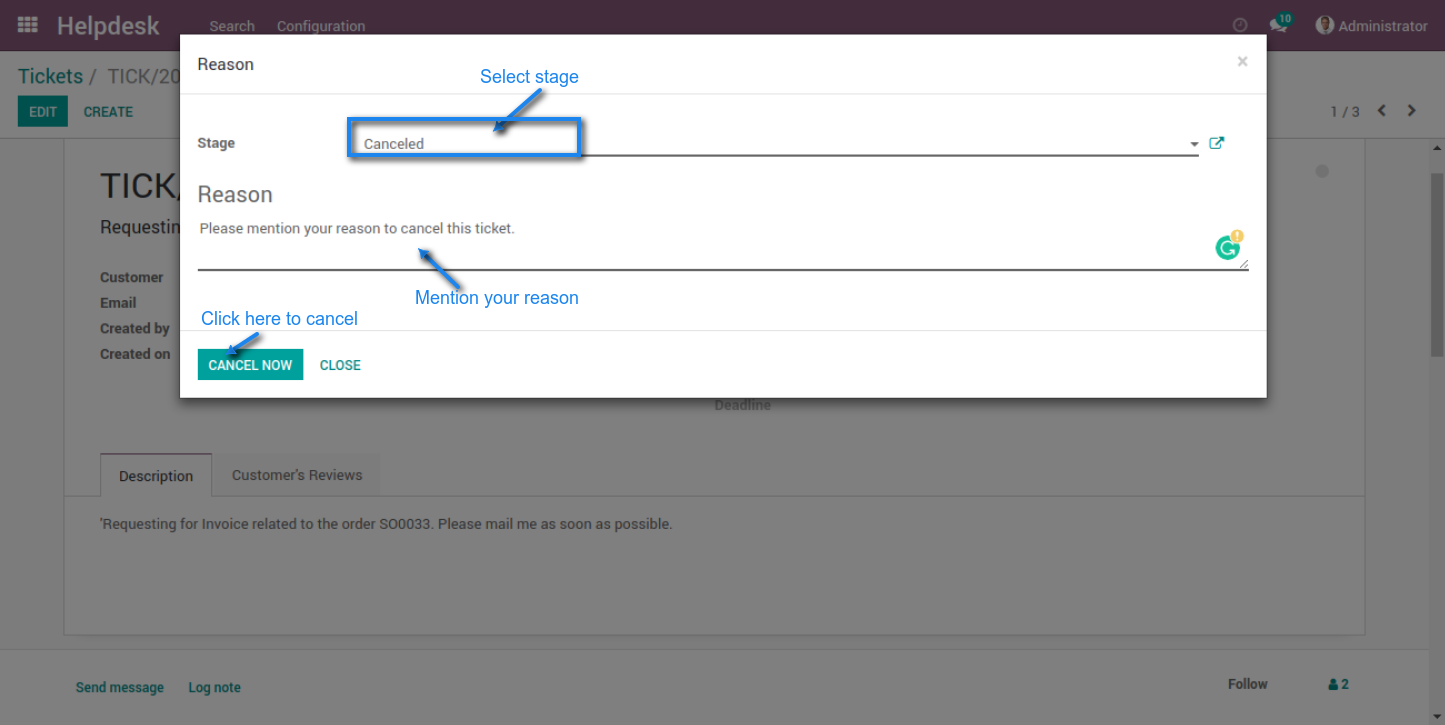 Helpdesk Search Configuration 10 Administrator
Tickets / TICK/20
EDIT CREATE 1 / 3
Reason ×
Select stage
Stage Canceled
Reason
Please mention your reason to cancel this ticket.
Mention your reason
Click here to cancel
CANCEL NOW CLOSE
TICK/
Requestin
Customer
Email
Created by
Created on
Deadline
Description Customer's Reviews
'Requesting for Invoice related to the order SO0033. Please mail me as soon as possible.
Send message Log note Follow 2